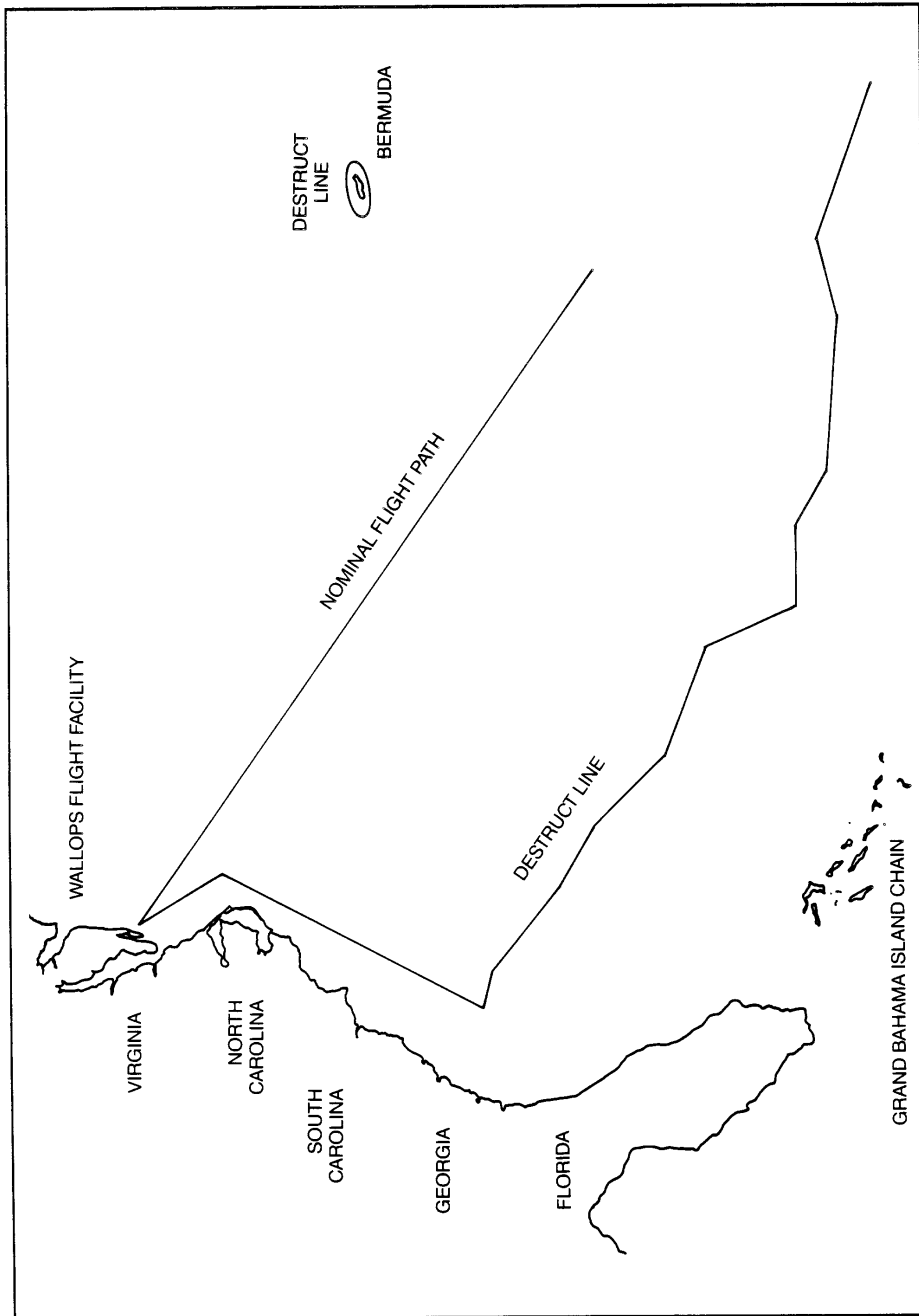 WALLOPS FLIGHT FACILITY
VIRGINIA
NORTH
CAROLINA
SOUTH
CAROLINA
GEORGIA
FLORIDA
NOMINAL FLIGHT PATH
DESTRUCT
LINE
BERMUDA
DESTRUCT LINE
GRAND BAHAMA ISLAND CHAIN